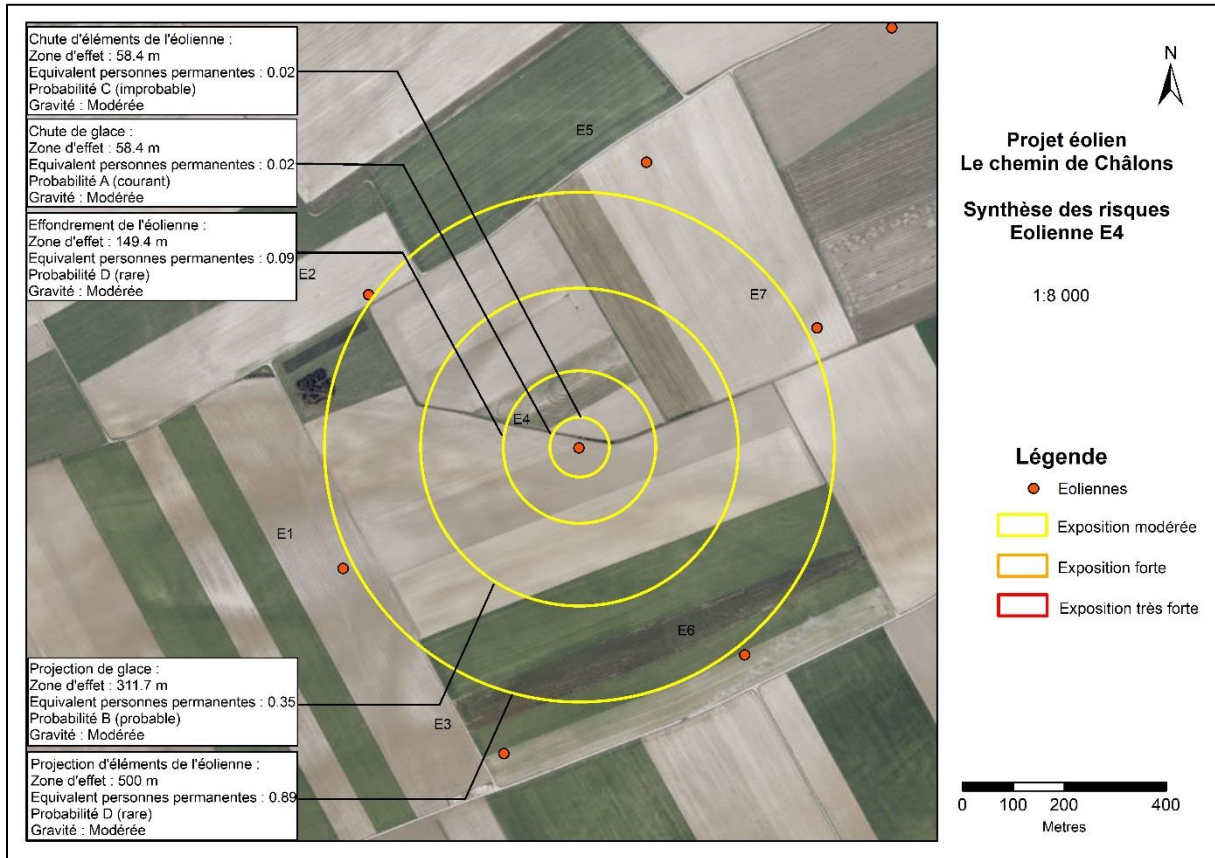 Chute d'éléments de l'éolienne :
Zone d'effet : 58.4 m
Equivalent personnes permanentes : 0.02
Probabilité C (improbable)
Gravité : Modérée
Chute de glace :
Zone d'effet : 58.4 m
Equivalent personnes permanentes : 0.02
Probabilité A (courant)
Gravité : Modérée
Effondrement de l'éolienne :
Zone d'effet : 149.4 m
Equivalent personnes permanentes : 0.09
Probabilité D (rare)
Gravité : Modérée
E5
E2
E7
E4
E1
E6
E3
Projection de glace :
Zone d'effet : 311.7 m
Equivalent personnes permanentes : 0.35
Probabilité B (probable)
Gravité : Modérée
Projection d'éléments de l'éolienne :
Zone d'effet : 500 m
Equivalent personnes permanentes : 0.89
Probabilité D (rare)
Gravité : Modérée
N
Projet éolien
Le chemin de Châlons
Synthèse des risques
Eolienne E4
1:8 000
Légende
Eoliennes
Exposition modérée
Exposition forte
Exposition très forte
0 100 200 400
Metres